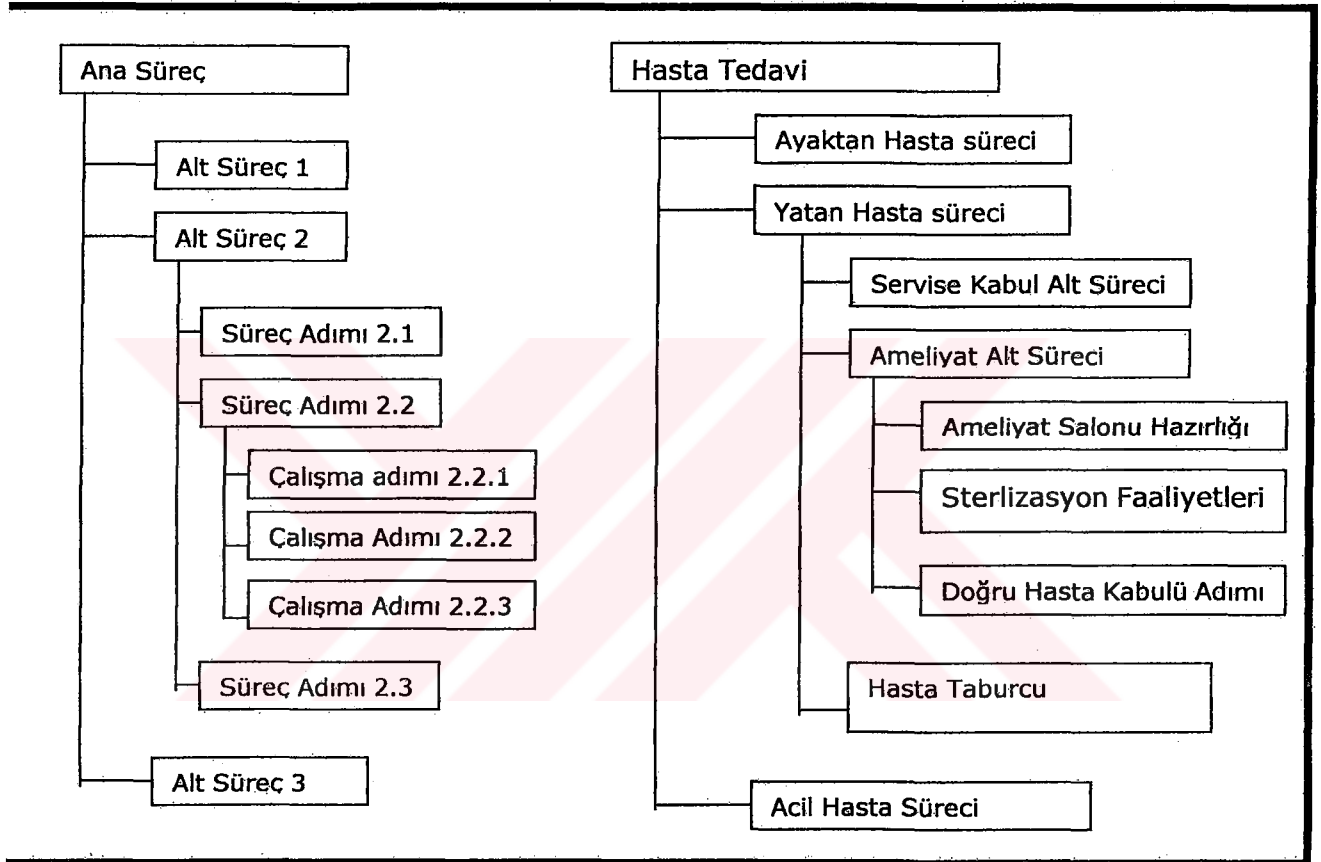 Ana Süreç
Alt Süreç 1
Alt Süreç 2
Süreç Adımı 2.1
Süreç Adımı 2.2
Çalışma adımı 2.2.1
Çalışma Adımı 2.2.2
Çalışma Adımı 2.2.3
Süreç Adımı 2.3
Alt Süreç 3
Hasta Tedavi
Ayaktan Hasta süreci
Yatan Hasta süreci
Servise Kabul Alt Süreci
Ameliyat Alt Süreci
Ameliyat Salonu Hazırlığı
Sterlizasyon Faaliyetleri
Doğru Hasta Kabulü Adımı
Hasta Taburcu
Acil Hasta Süreci